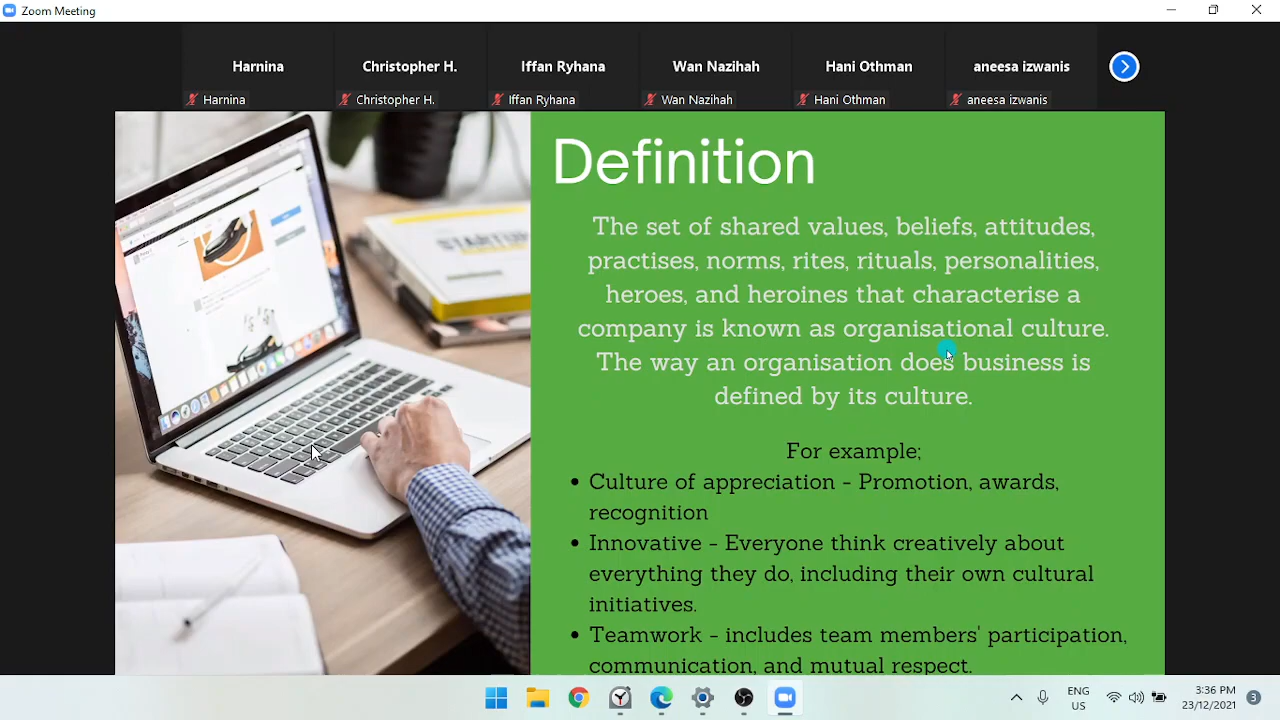 Zoom Meeting
Harnina
Christopher H.
Iffan Ryhana
Wan Nazihah
Hani Othman
aneesa izwanis
Harnina
Christopher H.
Iffan Ryhana
Wan Nazihah
Hani Othman
aneesa izwanis
STARTUP
Definition
The set of shared values, beliefs, attitudes,
practises, norms, rites, rituals, personalities,
heroes, and heroines that characterise a
company is known as organisational culture.
The way an organisation does business is
defined by its culture.
For example;
• Culture of appreciation - Promotion, awards,
recognition
• Innovative - Everyone think creatively about
everything they do, including their own cultural
initiatives.
• Teamwork - includes team members' participation,
communication, and mutual respect.
ENG
US
3:36 PM
23/12/2021
3